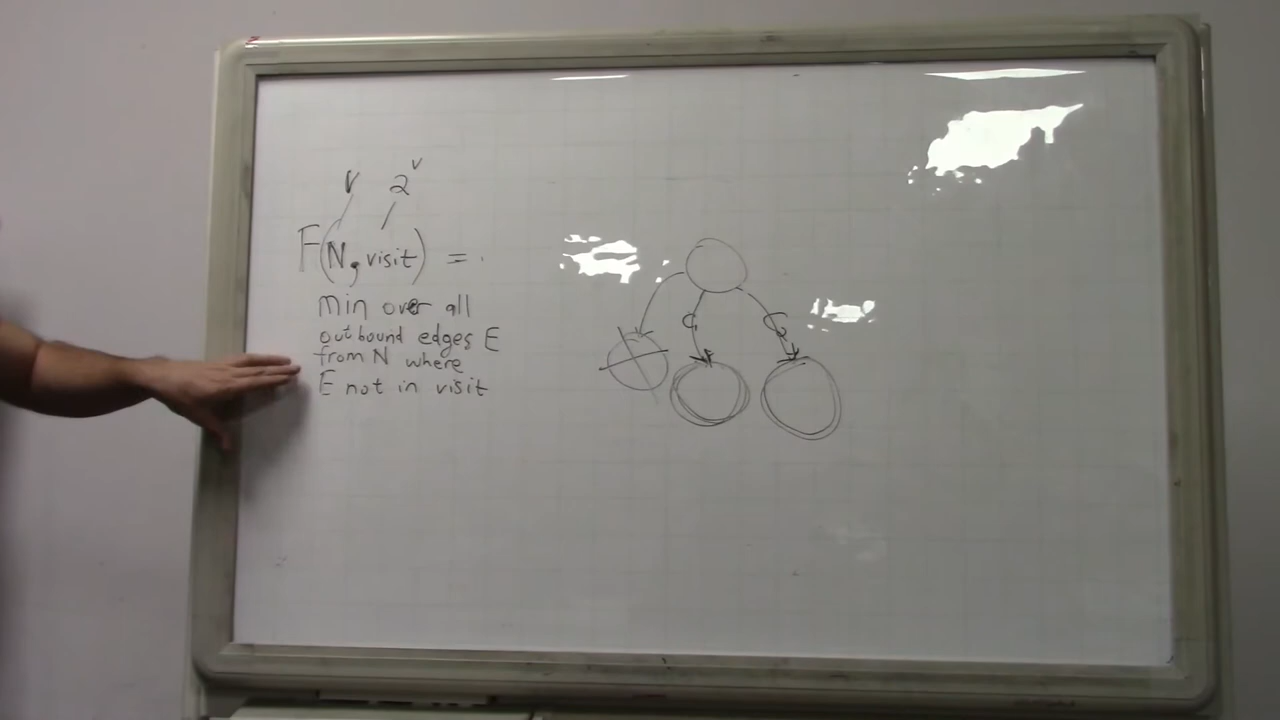 V 2^V
F(N, visit) =
min over all
outbound edges E
from N where
E not in visit